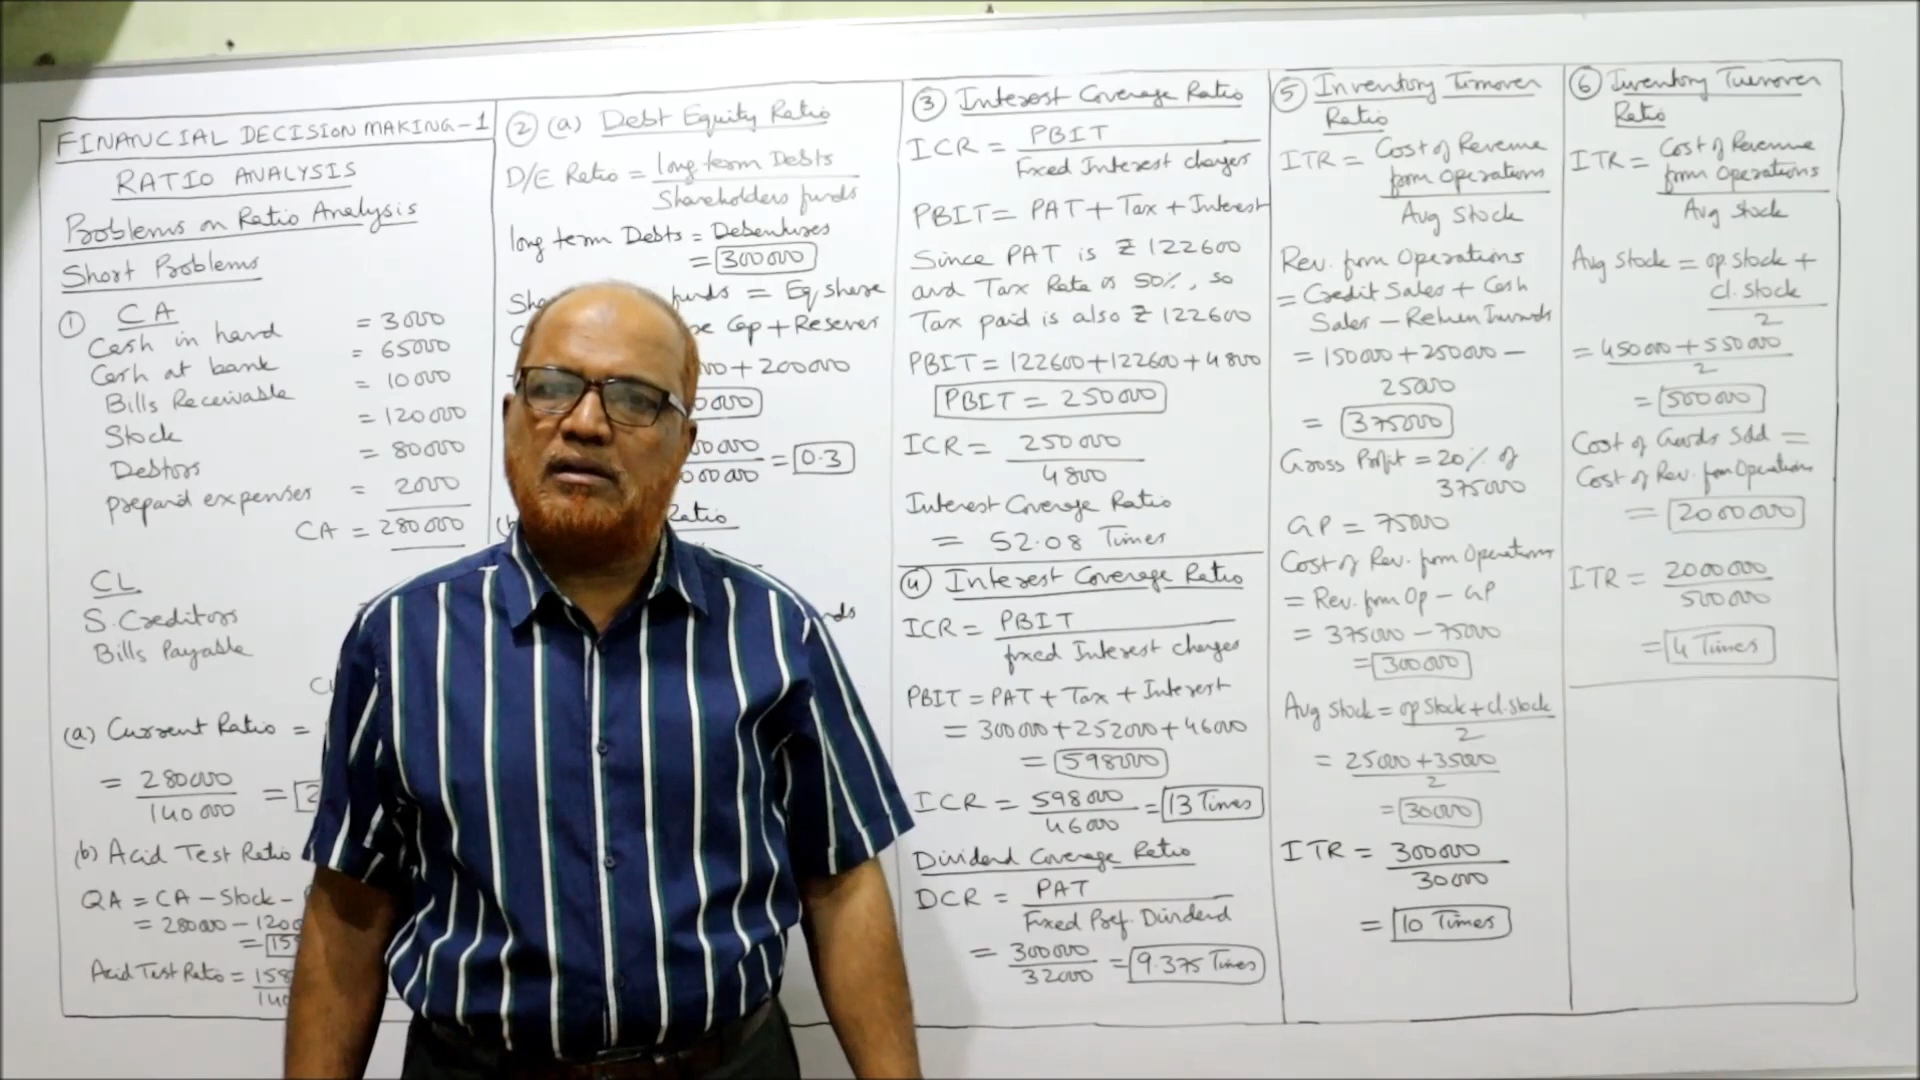 FINANCIAL DECISION MAKING-1
RATIO ANALYSIS
Problems on Ratio Analysis
Short Problems
① CA
Cash in hand = 3000
Cash at bank = 65000
Bills Receivable = 10000
Stock = 120000
Debtors = 80000
prepaid expenses = 2000
CA = 280000
CL
S. Creditors
Bills Payable
(a) Current Ratio =
= 280000 / 140000 =
(b) Acid Test Ratio
QA = CA - Stock -
= 280000 -
=
Acid Test Ratio =
② (a) Debt Equity Ratio
D/E Ratio = long term Debts / Shareholders funds
long term Debts = Debentures
= 300000
funds = Eq share
Cap + Reserves
+ 200000
= 0.3
(b) Ratio
③ Interest Coverage Ratio
ICR = PBIT / Fixed Interest charges
PBIT = PAT + Tax + Interest
Since PAT is ₹ 122600
and Tax Rate is 50%, so
Tax paid is also ₹ 122600
PBIT = 122600 + 122600 + 4800
PBIT = 250000
ICR = 250000 / 4800
Interest Coverage Ratio
= 52.08 Times
④ Interest Coverage Ratio
ICR = PBIT / fixed Interest charges
PBIT = PAT + Tax + Interest
= 300000 + 252000 + 46000
= 598000
ICR = 598000 / 46000 = 13 Times
Dividend Coverage Ratio
DCR = PAT / Fixed Pref. Dividend
= 300000 / 32000 = 9.375 Times
⑤ Inventory Turnover
Ratio
ITR = Cost of Revenue
from Operations / Avg Stock
Rev. from Operations
= Credit Sales + Cash
Sales - Return Inwards
= 150000 + 250000 -
25000
= 375000
Gross Profit = 20% of
375000
GP = 75000
Cost of Rev. from Operations
= Rev. from Op - GP
= 375000 - 75000
= 300000
Avg Stock = op stock + cl. stock / 2
= 25000 + 35000 / 2
= 30000
ITR = 300000 / 30000
= 10 Times
⑥ Inventory Turnover
Ratio
ITR = Cost of Revenue
from Operations / Avg Stock
Avg Stock = op. stock +
cl. stock / 2
= 450000 + 550000 / 2
= 500000
Cost of Goods Sold =
Cost of Rev. from Operations
= 2000000
ITR = 2000000 / 500000
= 4 Times